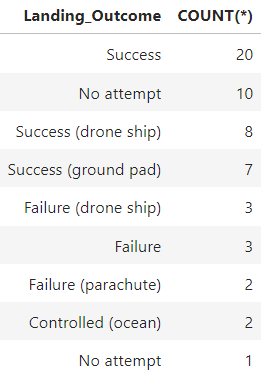 Landing_Outcome COUNT(*)
Success 20
No attempt 10
Success (drone ship) 8
Success (ground pad) 7
Failure (drone ship) 3
Failure 3
Failure (parachute) 2
Controlled (ocean) 2
No attempt 1